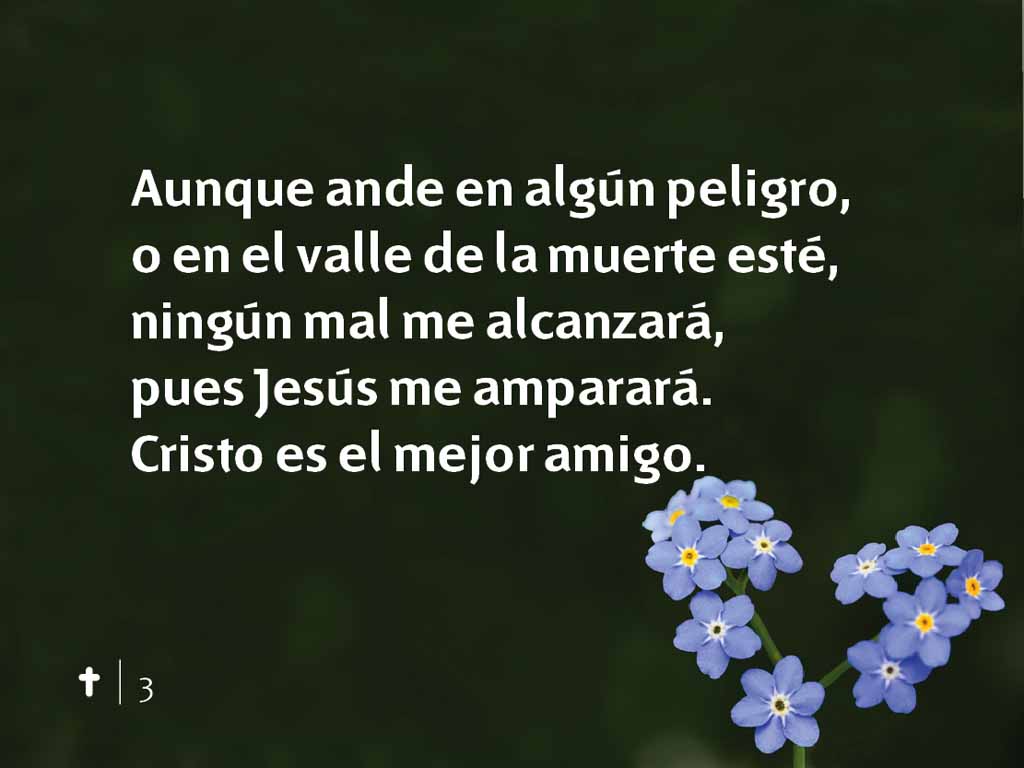 Aunque ande en algún peligro,
o en el valle de la muerte esté,
ningún mal me alcanzará,
pues Jesús me amparará.
Cristo es el mejor amigo.
3